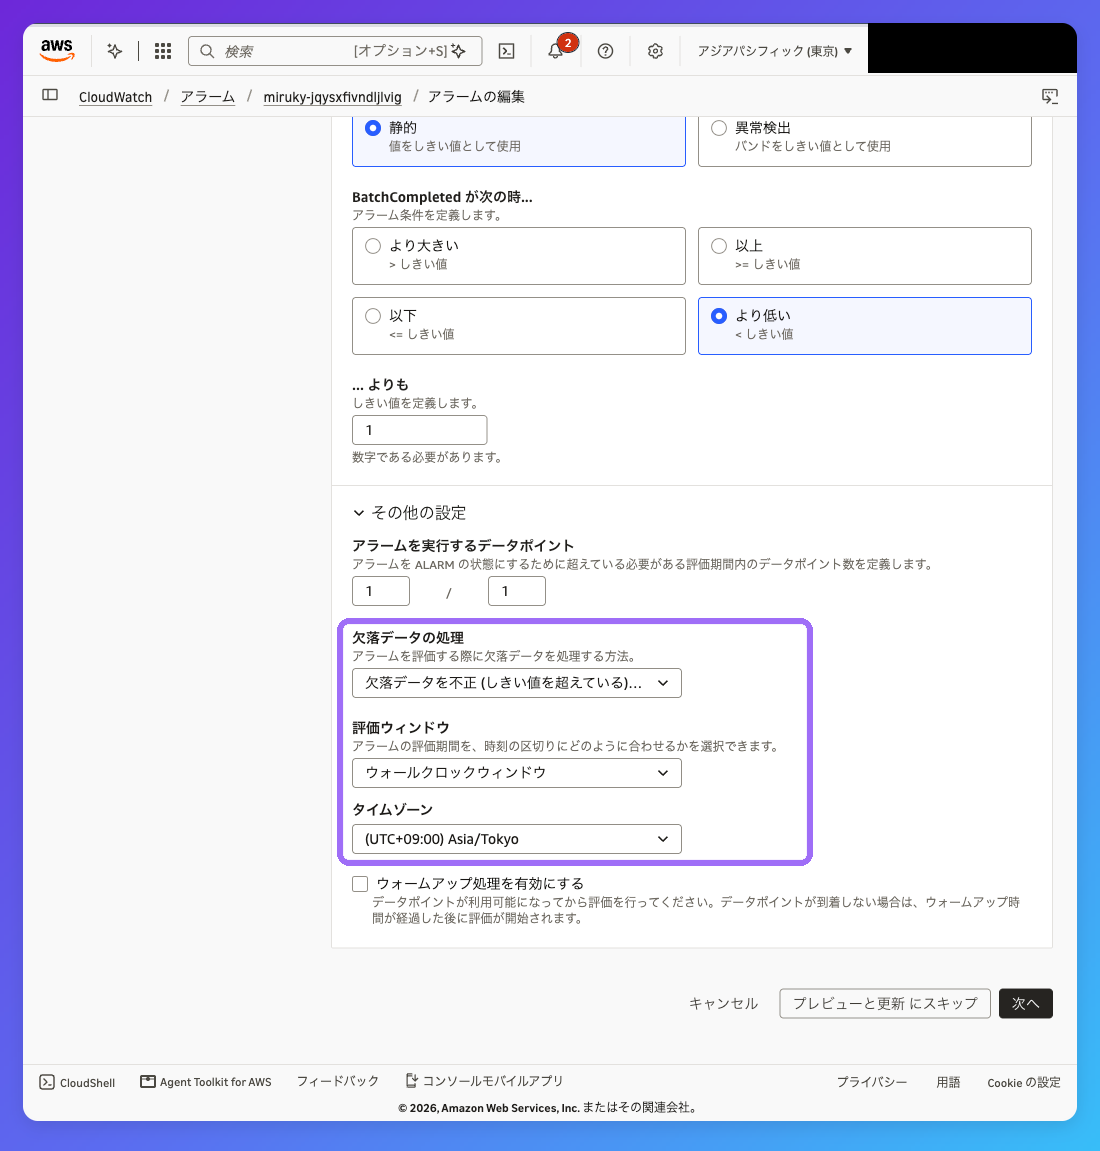 aws
検索
[オプション+S]
2
アジアパシフィック (東京) ▼
CloudWatch / アラーム / miruky-jqysxfivndljlvig / アラームの編集
静的
値をしきい値として使用
異常検出
バンドをしきい値として使用
BatchCompleted が次の時...
アラーム条件を定義します。
より大きい
> しきい値
以上
>= しきい値
以下
<= しきい値
より低い
< しきい値
... よりも
しきい値を定義します。
1
数字である必要があります。
その他の設定
アラームを実行するデータポイント
アラームを ALARM の状態にするために超えている必要がある評価期間内のデータポイント数を定義します。
1 / 1
欠落データの処理
アラームを評価する際に欠落データを処理する方法。
欠落データを不正 (しきい値を超えている)...
評価ウィンドウ
アラームの評価期間を、時刻の区切りにどのように合わせるかを選択できます。
ウォールクロックウィンドウ
タイムゾーン
(UTC+09:00) Asia/Tokyo
ウォームアップ処理を有効にする
データポイントが利用可能になってから評価を行ってください。データポイントが到着しない場合は、ウォームアップ時
間が経過した後に評価が開始されます。
キャンセル
プレビューと更新 にスキップ
次へ
CloudShell
Agent Toolkit for AWS
フィードバック
コンソールモバイルアプリ
プライバシー
用語
Cookie の設定
© 2026, Amazon Web Services, Inc. またはその関連会社。